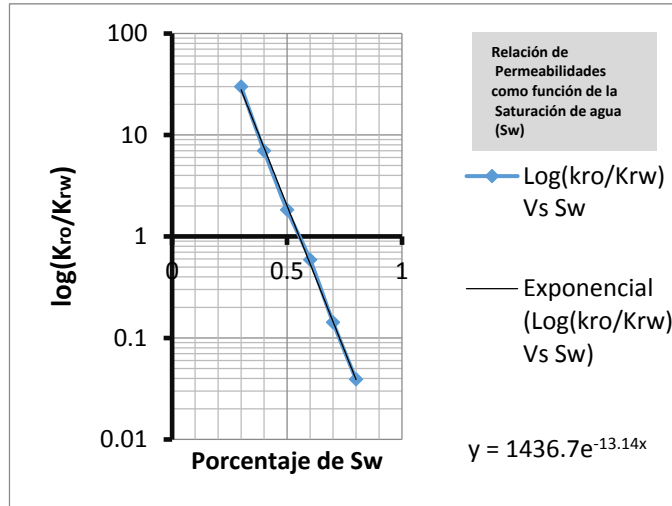 100
10
1
0.1
0.01
0
0.5
1
log(Kro/Krw)
Porcentaje de Sw
Relación de
Permeabilidades
como función de la
Saturación de agua
(Sw)
Log(kro/Krw)
Vs Sw
Exponencial
(Log(kro/Krw)
Vs Sw)
y = 1436.7e^-13.14x